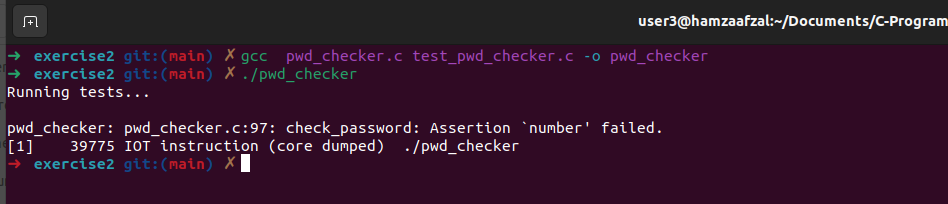 user3@hamzaafzal:~/Documents/C-Program
➜ exercise2 git:(main) ✗ gcc  pwd_checker.c test_pwd_checker.c -o pwd_checker
➜ exercise2 git:(main) ✗ ./pwd_checker
Running tests...
pwd_checker: pwd_checker.c:97: check_password: Assertion `number' failed.
[1]    39775 IOT instruction (core dumped)  ./pwd_checker
➜ exercise2 git:(main) ✗